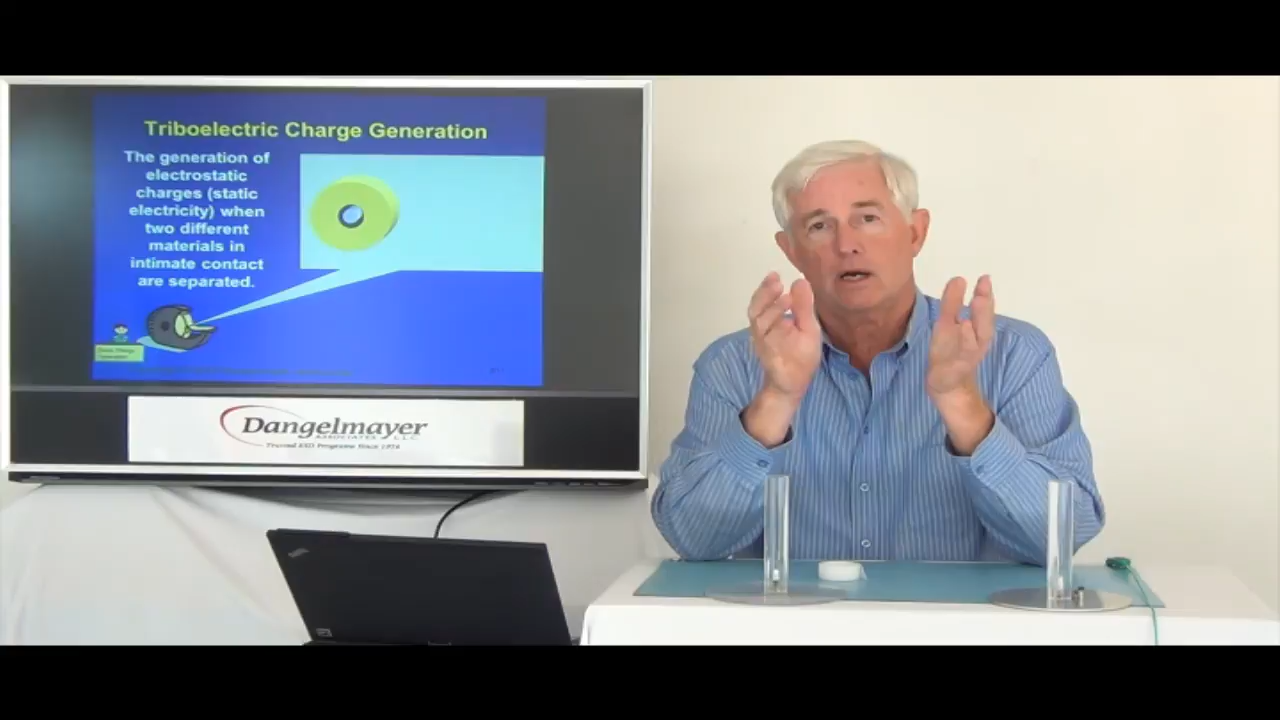 Triboelectric Charge Generation
The generation of
electrostatic
charges (static
electricity) when
two different
materials in
intimate contact
are separated.
Dangelmayer
ASSOCIATES L.L.C.
Trusted ESD Programs Since 1974